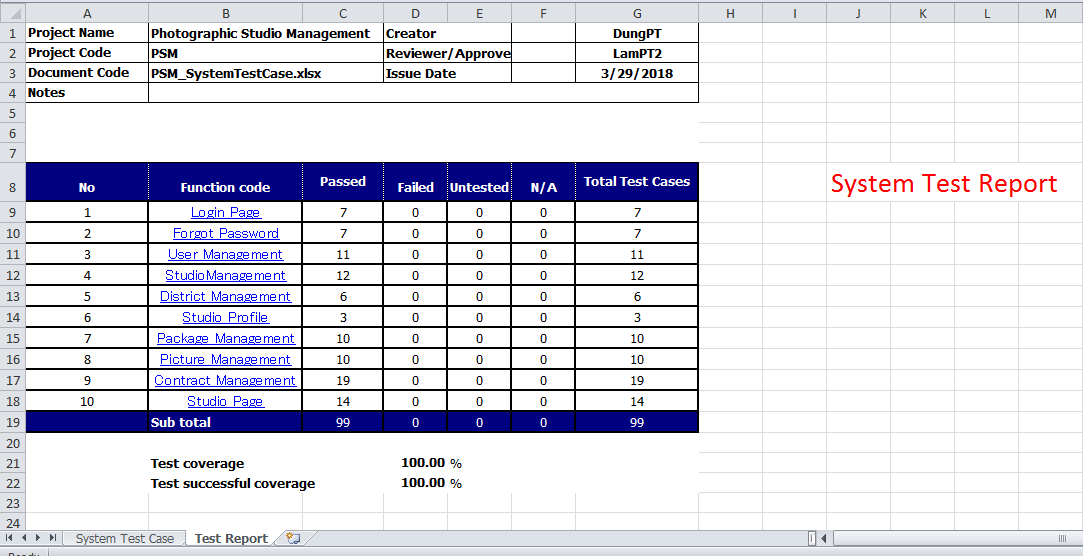 A B C D E F G H I J K L M
1 Project Name Photographic Studio Management Creator DungPT
2 Project Code PSM Reviewer/Approve LamPT2
3 Document Code PSM_SystemTestCase.xlsx Issue Date 3/29/2018
4 Notes
5
6
7
8 No Function code Passed Failed Untested N/A Total Test Cases System Test Report
9 1 Login Page 7 0 0 0 7
10 2 Forgot Password 7 0 0 0 7
11 3 User Management 11 0 0 0 11
12 4 StudioManagement 12 0 0 0 12
13 5 District Management 6 0 0 0 6
14 6 Studio Profile 3 0 0 0 3
15 7 Package Management 10 0 0 0 10
16 8 Picture Management 10 0 0 0 10
17 9 Contract Management 19 0 0 0 19
18 10 Studio Page 14 0 0 0 14
19 Sub total 99 0 0 0 99
20
21 Test coverage 100.00 %
22 Test successful coverage 100.00 %
23
24
System Test Case Test Report